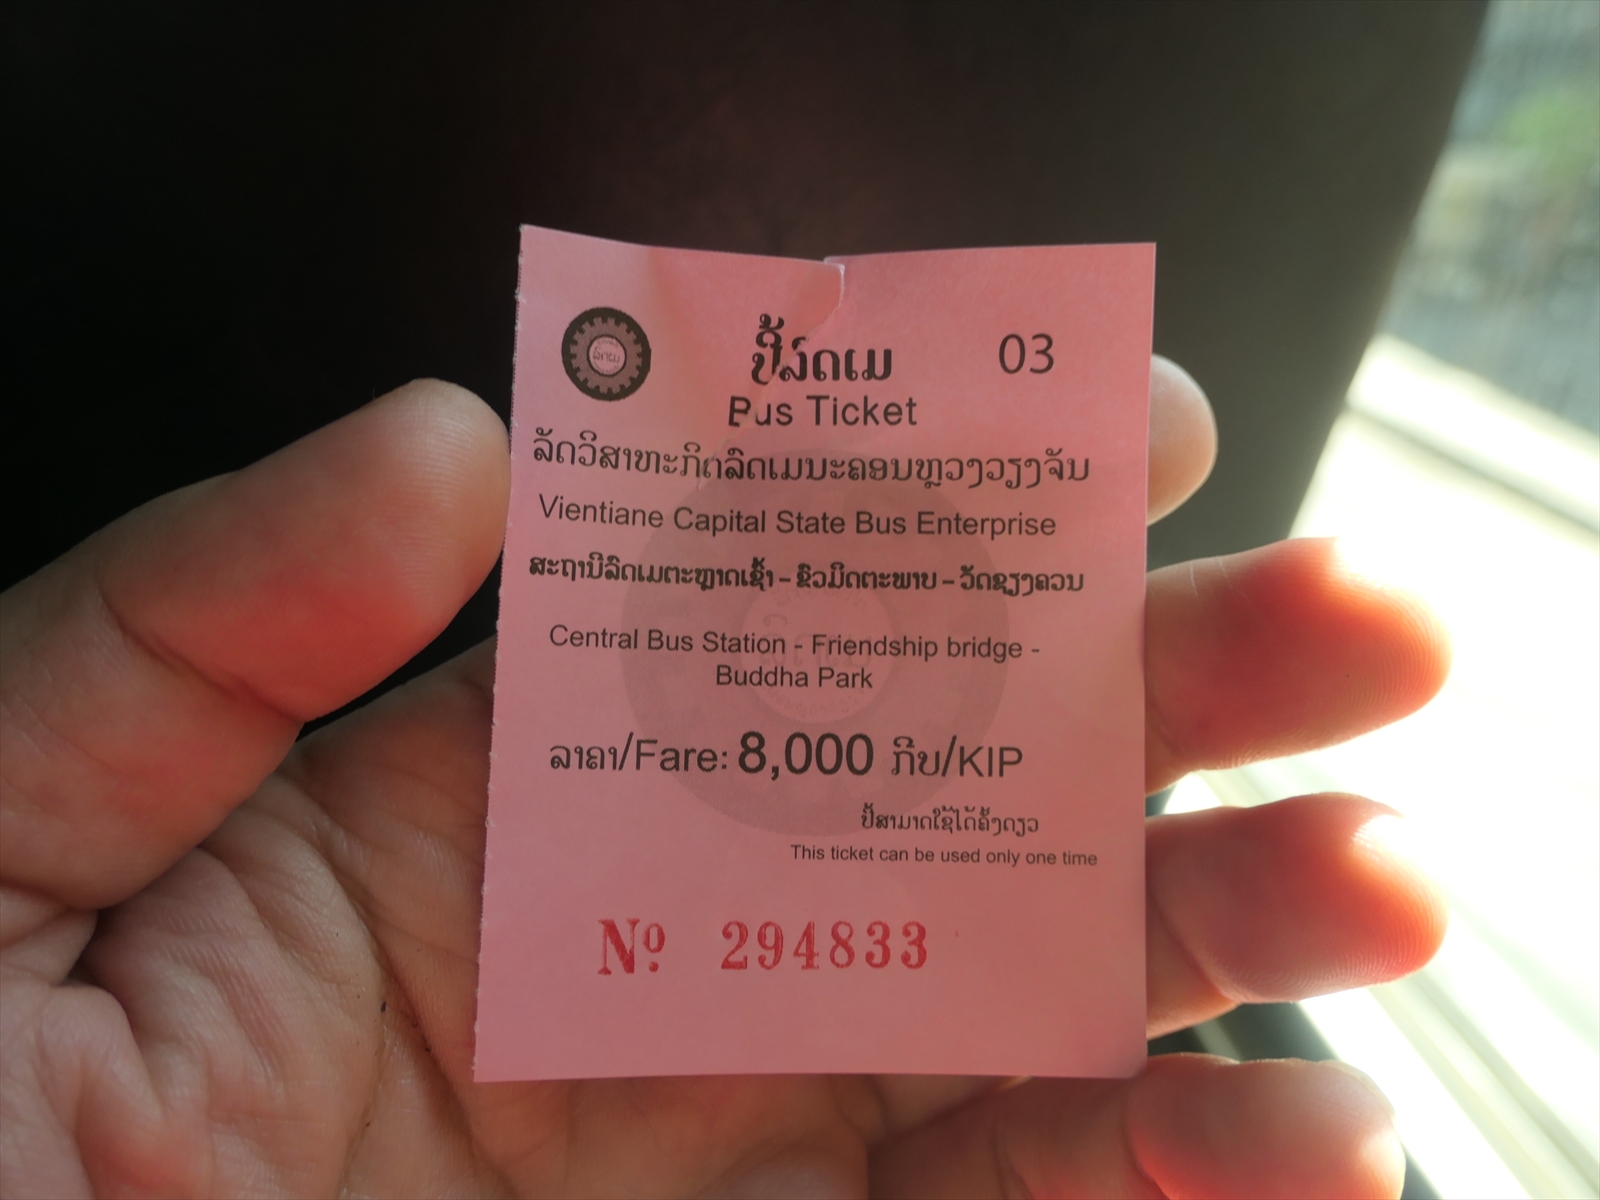 ລົດເມ
ປີ້ລົດເມ
03
Bus Ticket
ລັດວິສາຫະກິດລົດເມນະຄອນຫຼວງວຽງຈັນ
Vientiane Capital State Bus Enterprise
ສະຖານີລົດເມຕະຫຼາດເຊົ້າ - ຂົວມິດຕະພາບ - ວັດຊຽງຄວນ
Central Bus Station - Friendship bridge -
Buddha Park
ລາຄາ/Fare: 8,000 ກີບ/KIP
ປີ້ສາມາດໃຊ້ໄດ້ຄັ້ງດຽວ
This ticket can be used only one time
Nº 294833